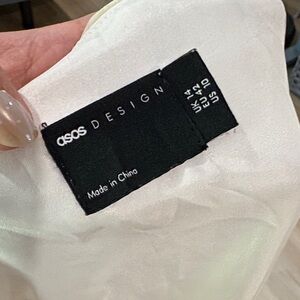 asos DESIGN
Made in China
UK 14
EU 42
US 10